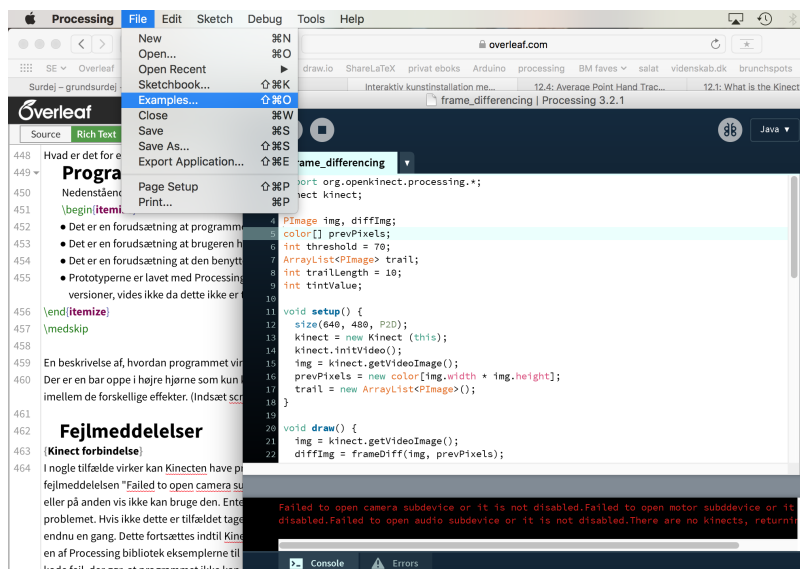 Processing File Edit Sketch Debug Tools Help
New ⌘N
Open... ⌘O
Open Recent ▶
Sketchbook... ⇧⌘K
Examples... ⇧⌘O
Close ⌘W
Save ⌘S
Save As... ⇧⌘S
Export Application... ⇧⌘E
Page Setup ⇧⌘P
Print... ⌘P
overleaf.com
SE Overleaf draw.io ShareLaTeX privat eboks Arduino processing BM faves salat videnskab.dk brunchspots
Surdej – grundsurdej - Interaktiv kunstinstallation me... 12.4: Average Point Hand Trac... 12.1: What is the Kinect
frame_differencing | Processing 3.2.1
Overleaf
Source Rich Text
Java
448 Hvad er det for e
449 Progra
450 Nedenståend
451 \begin{itemi
452 • Det er en forudsætning at programme
453 • Det er en forudsætning at brugeren h
454 • Det er en forudsætning at den benytt
455 • Prototyperne er lavet med Processing
versioner, vides ikke da dette ikke er
456 \end{itemize}
457 \medskip
458
459 En beskrivelse af, hvordan programmet vir
460 Der er en bar oppe i højre hjørne som kun
imellem de forskellige effekter. (Indsæt scr
461
462 Fejlmeddelelser
463 {Kinect forbindelse}
464 I nogle tilfælde virker kan Kinecten have pr
fejlmeddelelsen "Failed to open camera su
eller på anden vis ikke kan bruge den. Ente
problemet. Hvis ikke dette er tilfældet tage
endnu en gang. Dette fortsættes indtil Kine
en af Processing bibliotek eksemplerne til
rame_differencing
port org.openkinect.processing.*;
nect kinect;
4 PImage img, diffImg;
5 color[] prevPixels;
6 int threshold = 70;
7 ArrayList<PImage> trail;
8 int trailLength = 10;
9 int tintValue;
10
11 void setup() {
12 size(640, 480, P2D);
13 kinect = new Kinect (this);
14 kinect.initVideo();
15 img = kinect.getVideoImage();
16 prevPixels = new color[img.width * img.height];
17 trail = new ArrayList<PImage>();
18 }
19
20 void draw() {
21 img = kinect.getVideoImage();
22 diffImg = frameDiff(img, prevPixels);
Failed to open camera subdevice or it is not disabled.Failed to open motor subddevice or it
disabled.Failed to open audio subdevice or it is not disabled.There are no kinects, returnin
Console Errors